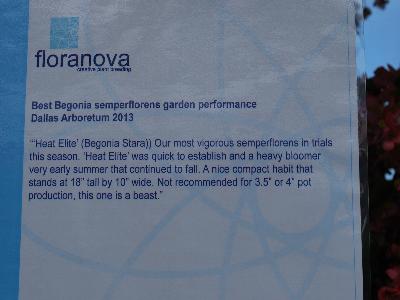 floranova
creative plant breeding
Best Begonia semperflorens garden performance
Dallas Arboretum 2013
"'Heat Elite' (Begonia Stara)) Our most vigorous semperflorens in trials
this season. 'Heat Elite' was quick to establish and a heavy bloomer
very early summer that continued to fall. A nice compact habit that
stands at 18" tall by 10" wide. Not recommended for 3.5" or 4" pot
production, this one is a beast."